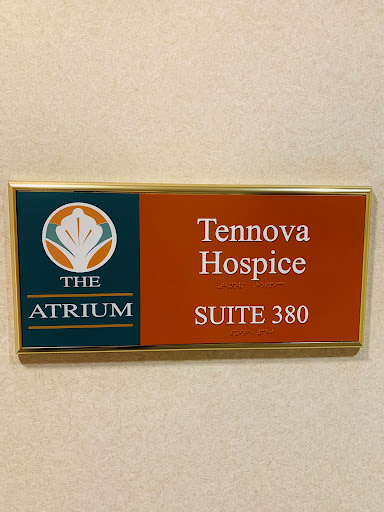 THE
ATRIUM
Tennova
Hospice
SUITE 380